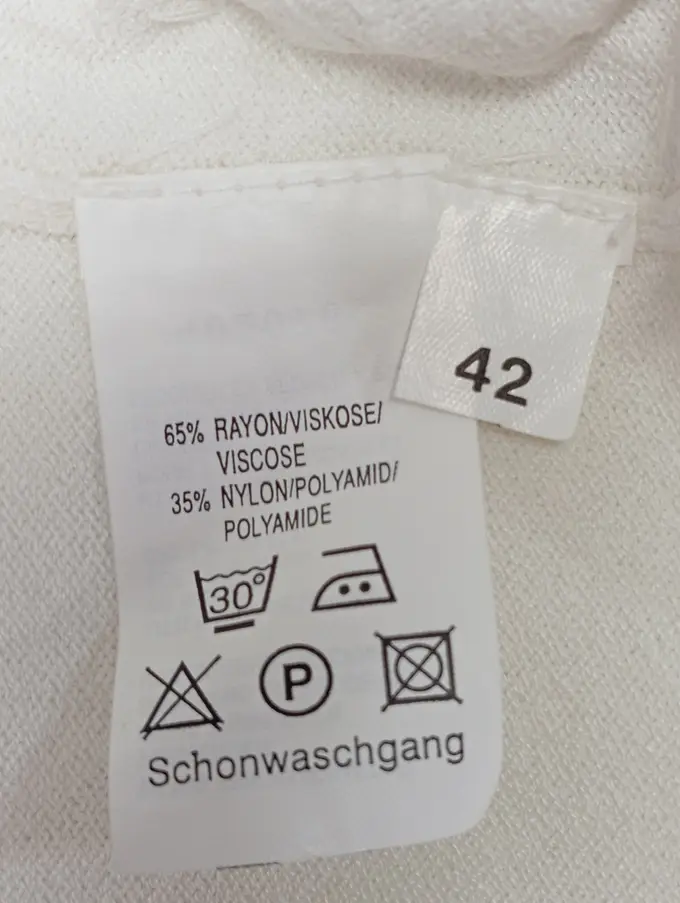 42
65% RAYON/VISKOSE/
VISCOSE
35% NYLON/POLYAMID/
POLYAMIDE
30°
P
Schonwaschgang